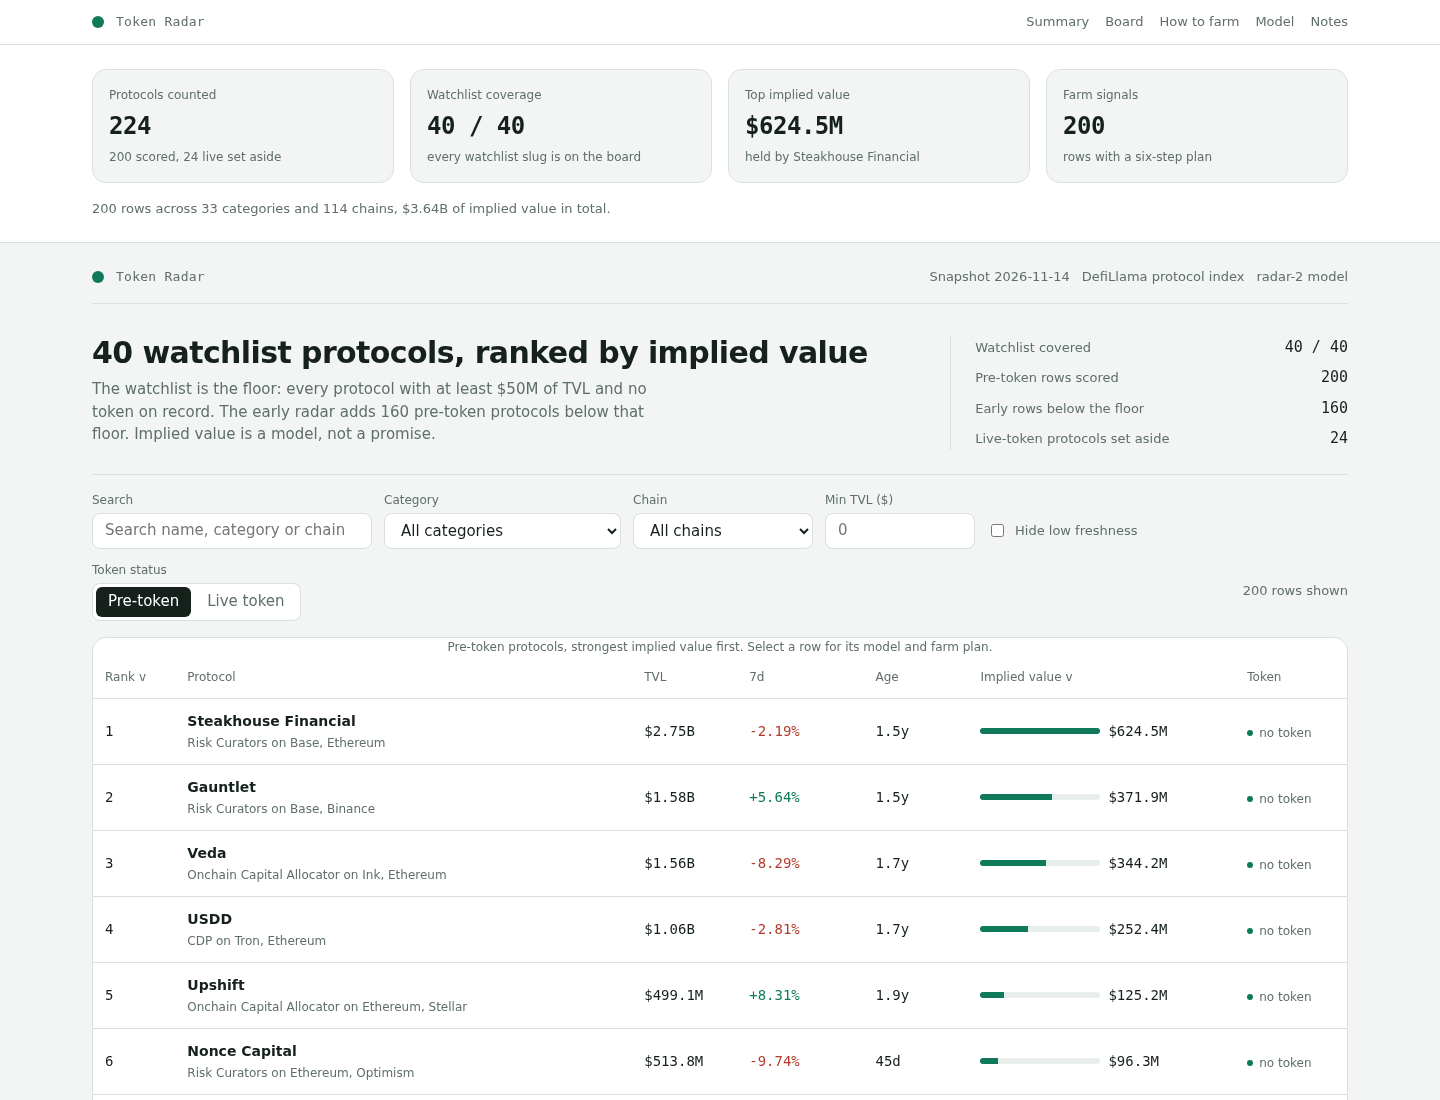 Token Radar
Summary Board How to farm Model Notes
Protocols counted
224
200 scored, 24 live set aside
Watchlist coverage
40 / 40
every watchlist slug is on the board
Top implied value
$624.5M
held by Steakhouse Financial
Farm signals
200
rows with a six-step plan
200 rows across 33 categories and 114 chains, $3.64B of implied value in total.
Token Radar
Snapshot 2026-11-14 DefiLlama protocol index radar-2 model
40 watchlist protocols, ranked by implied value
The watchlist is the floor: every protocol with at least $50M of TVL and no
token on record. The early radar adds 160 pre-token protocols below that
floor. Implied value is a model, not a promise.
Watchlist covered 40 / 40
Pre-token rows scored 200
Early rows below the floor 160
Live-token protocols set aside 24
Search
Search name, category or chain
Category
All categories
Chain
All chains
Min TVL ($)
0
Hide low freshness
Token status
Pre-token Live token
200 rows shown
Pre-token protocols, strongest implied value first. Select a row for its model and farm plan.
Rank v Protocol TVL 7d Age Implied value v Token
1 Steakhouse Financial $2.75B -2.19% 1.5y $624.5M no token
Risk Curators on Base, Ethereum
2 Gauntlet $1.58B +5.64% 1.5y $371.9M no token
Risk Curators on Base, Binance
3 Veda $1.56B -8.29% 1.7y $344.2M no token
Onchain Capital Allocator on Ink, Ethereum
4 USDD $1.06B -2.81% 1.7y $252.4M no token
CDP on Tron, Ethereum
5 Upshift $499.1M +8.31% 1.9y $125.2M no token
Onchain Capital Allocator on Ethereum, Stellar
6 Nonce Capital $513.8M -9.74% 45d $96.3M no token
Risk Curators on Ethereum, Optimism